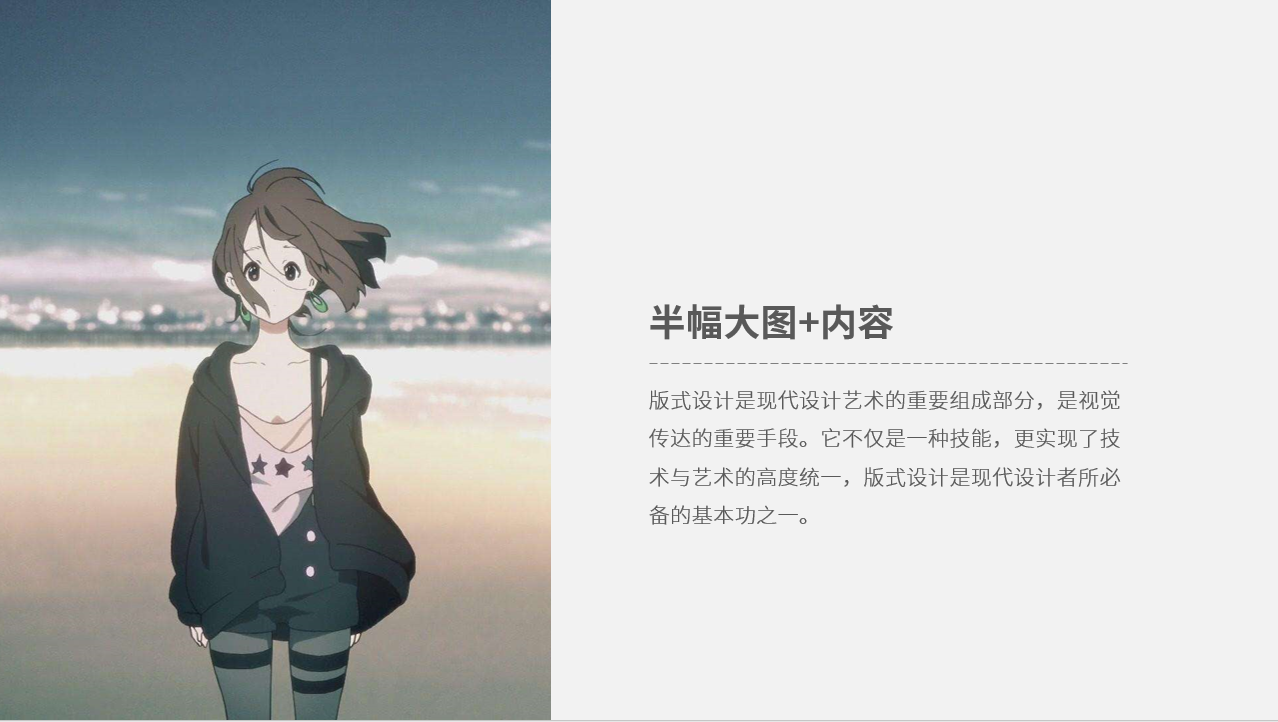 半幅大图+内容
版式设计是现代设计艺术的重要组成部分，是视觉
传达的重要手段。它不仅是一种技能，更实现了技
术与艺术的高度统一，版式设计是现代设计者所必
备的基本功之一。